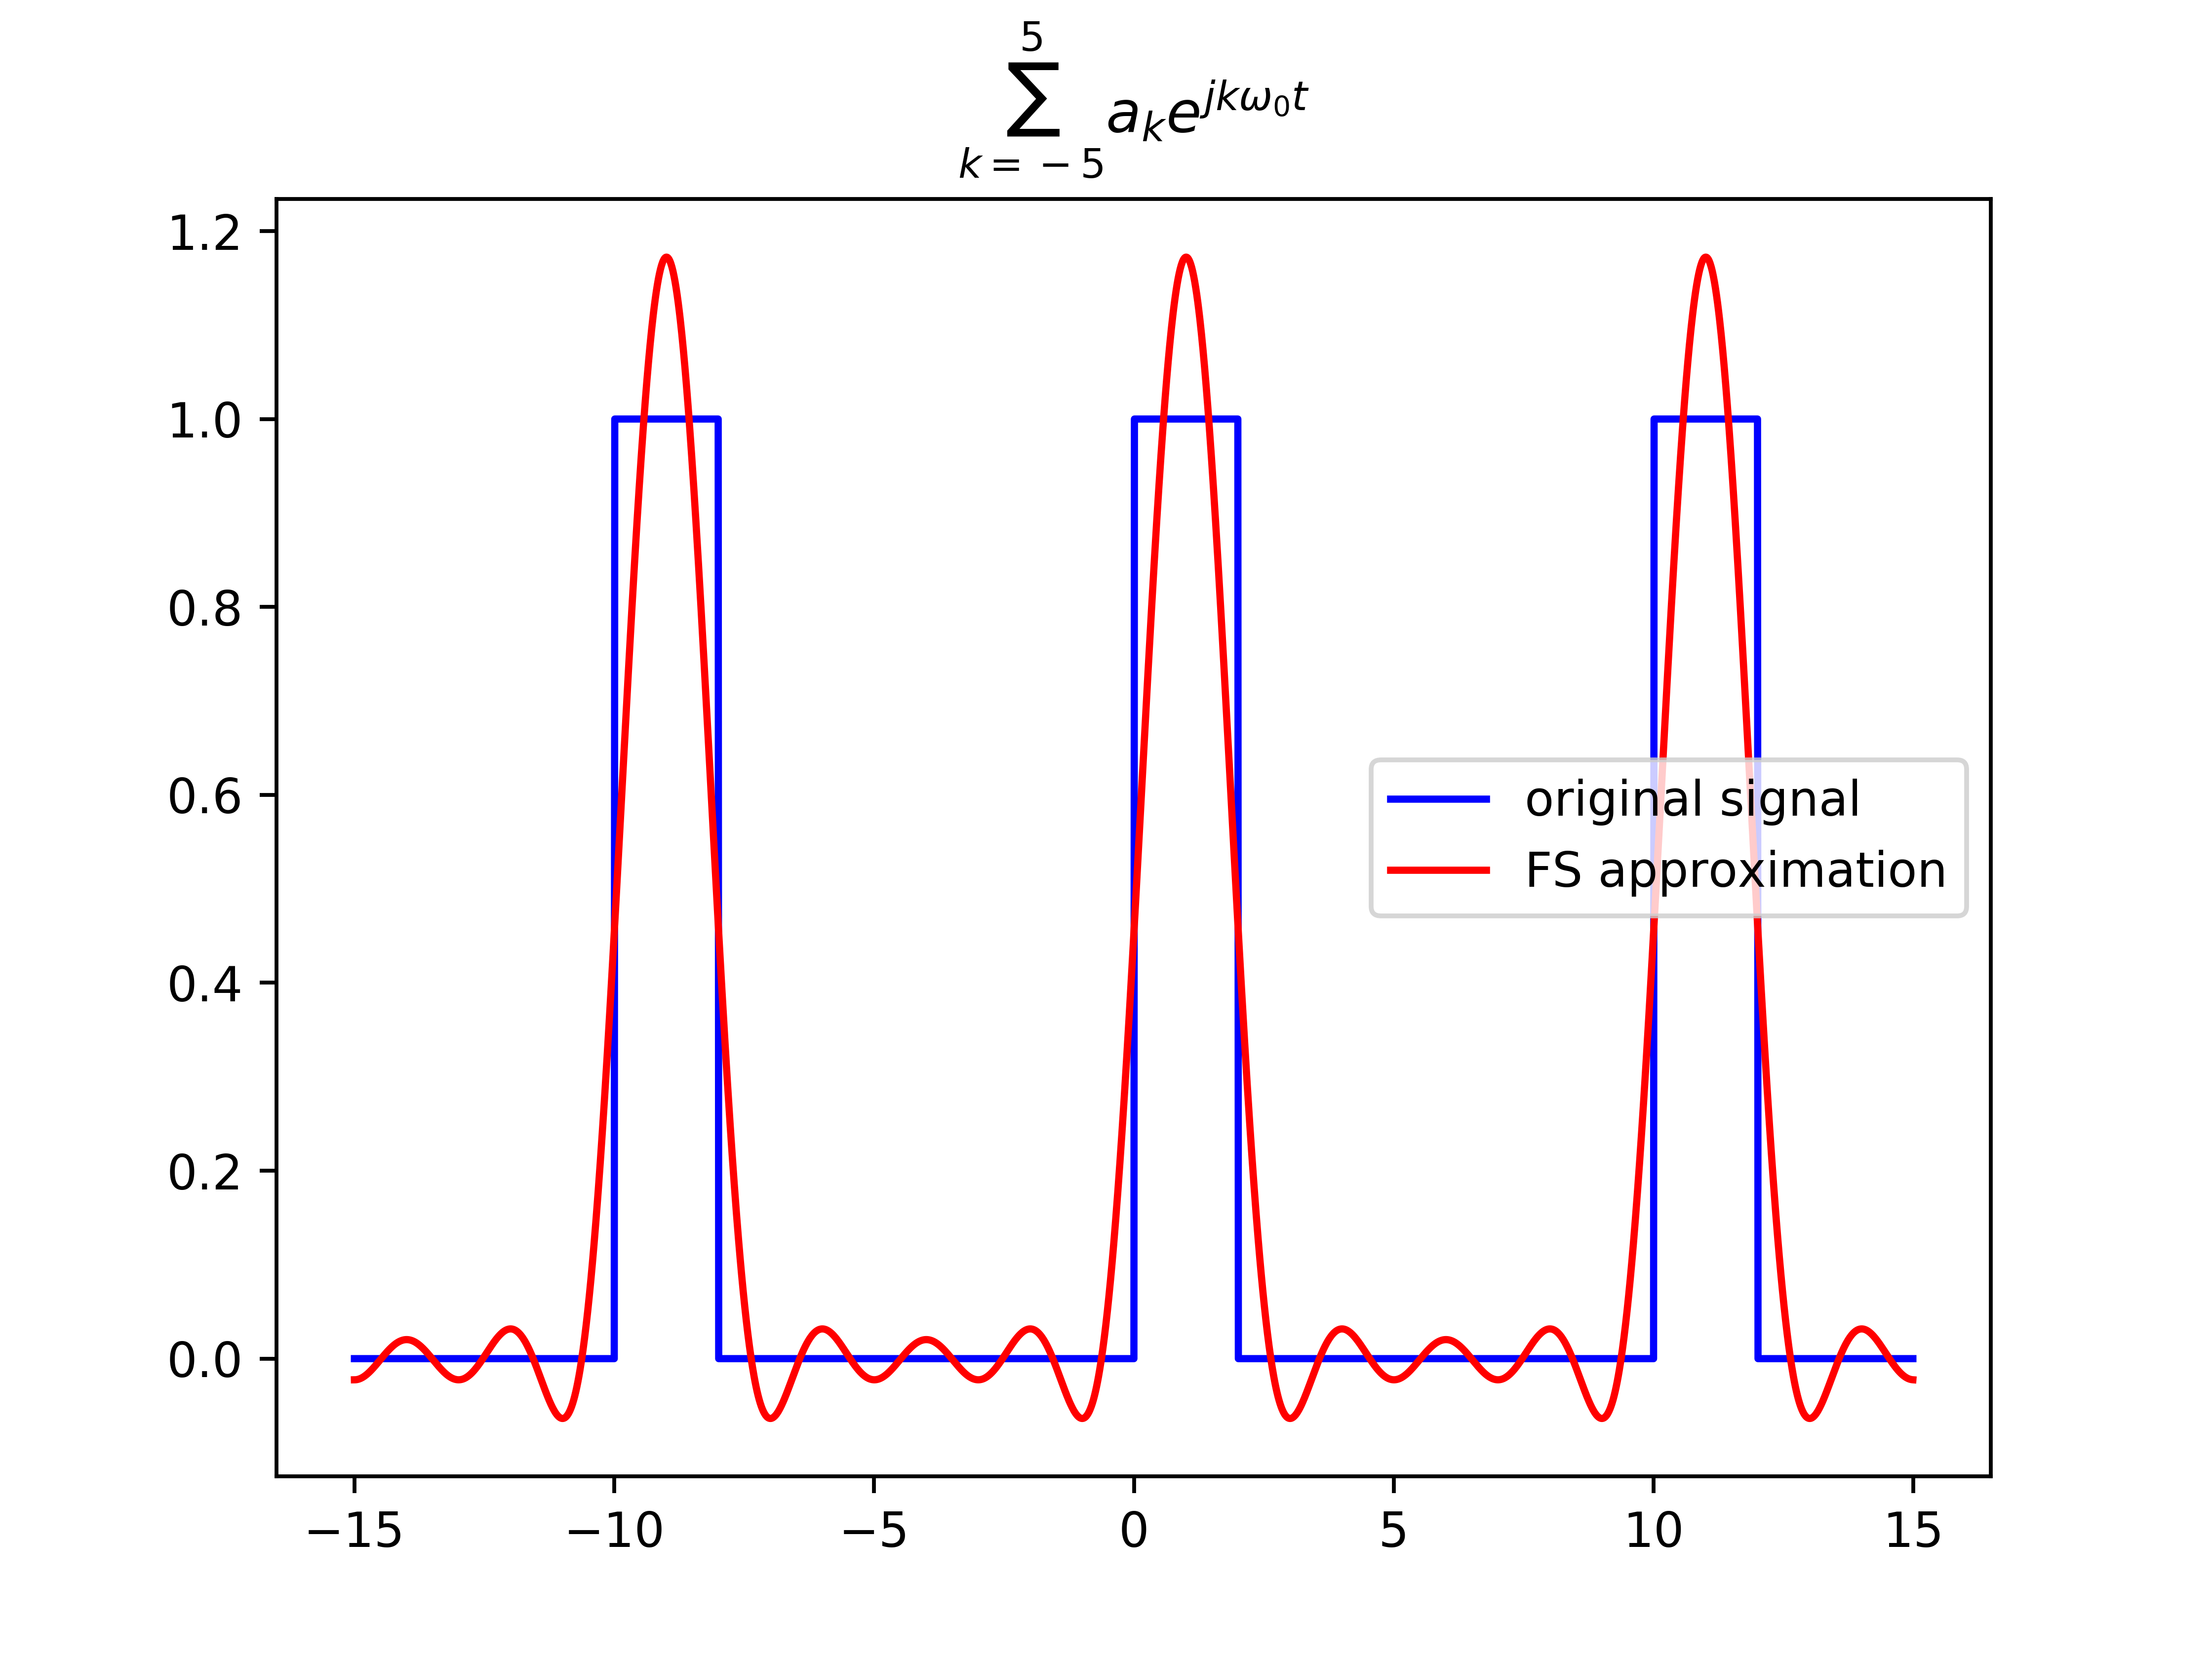 5
∑ a_k e^{jkω_0t}
k = −5
1.2
1.0
0.8
0.6
0.4
0.2
0.0
original signal
FS approximation
−15 −10 −5 0 5 10 15